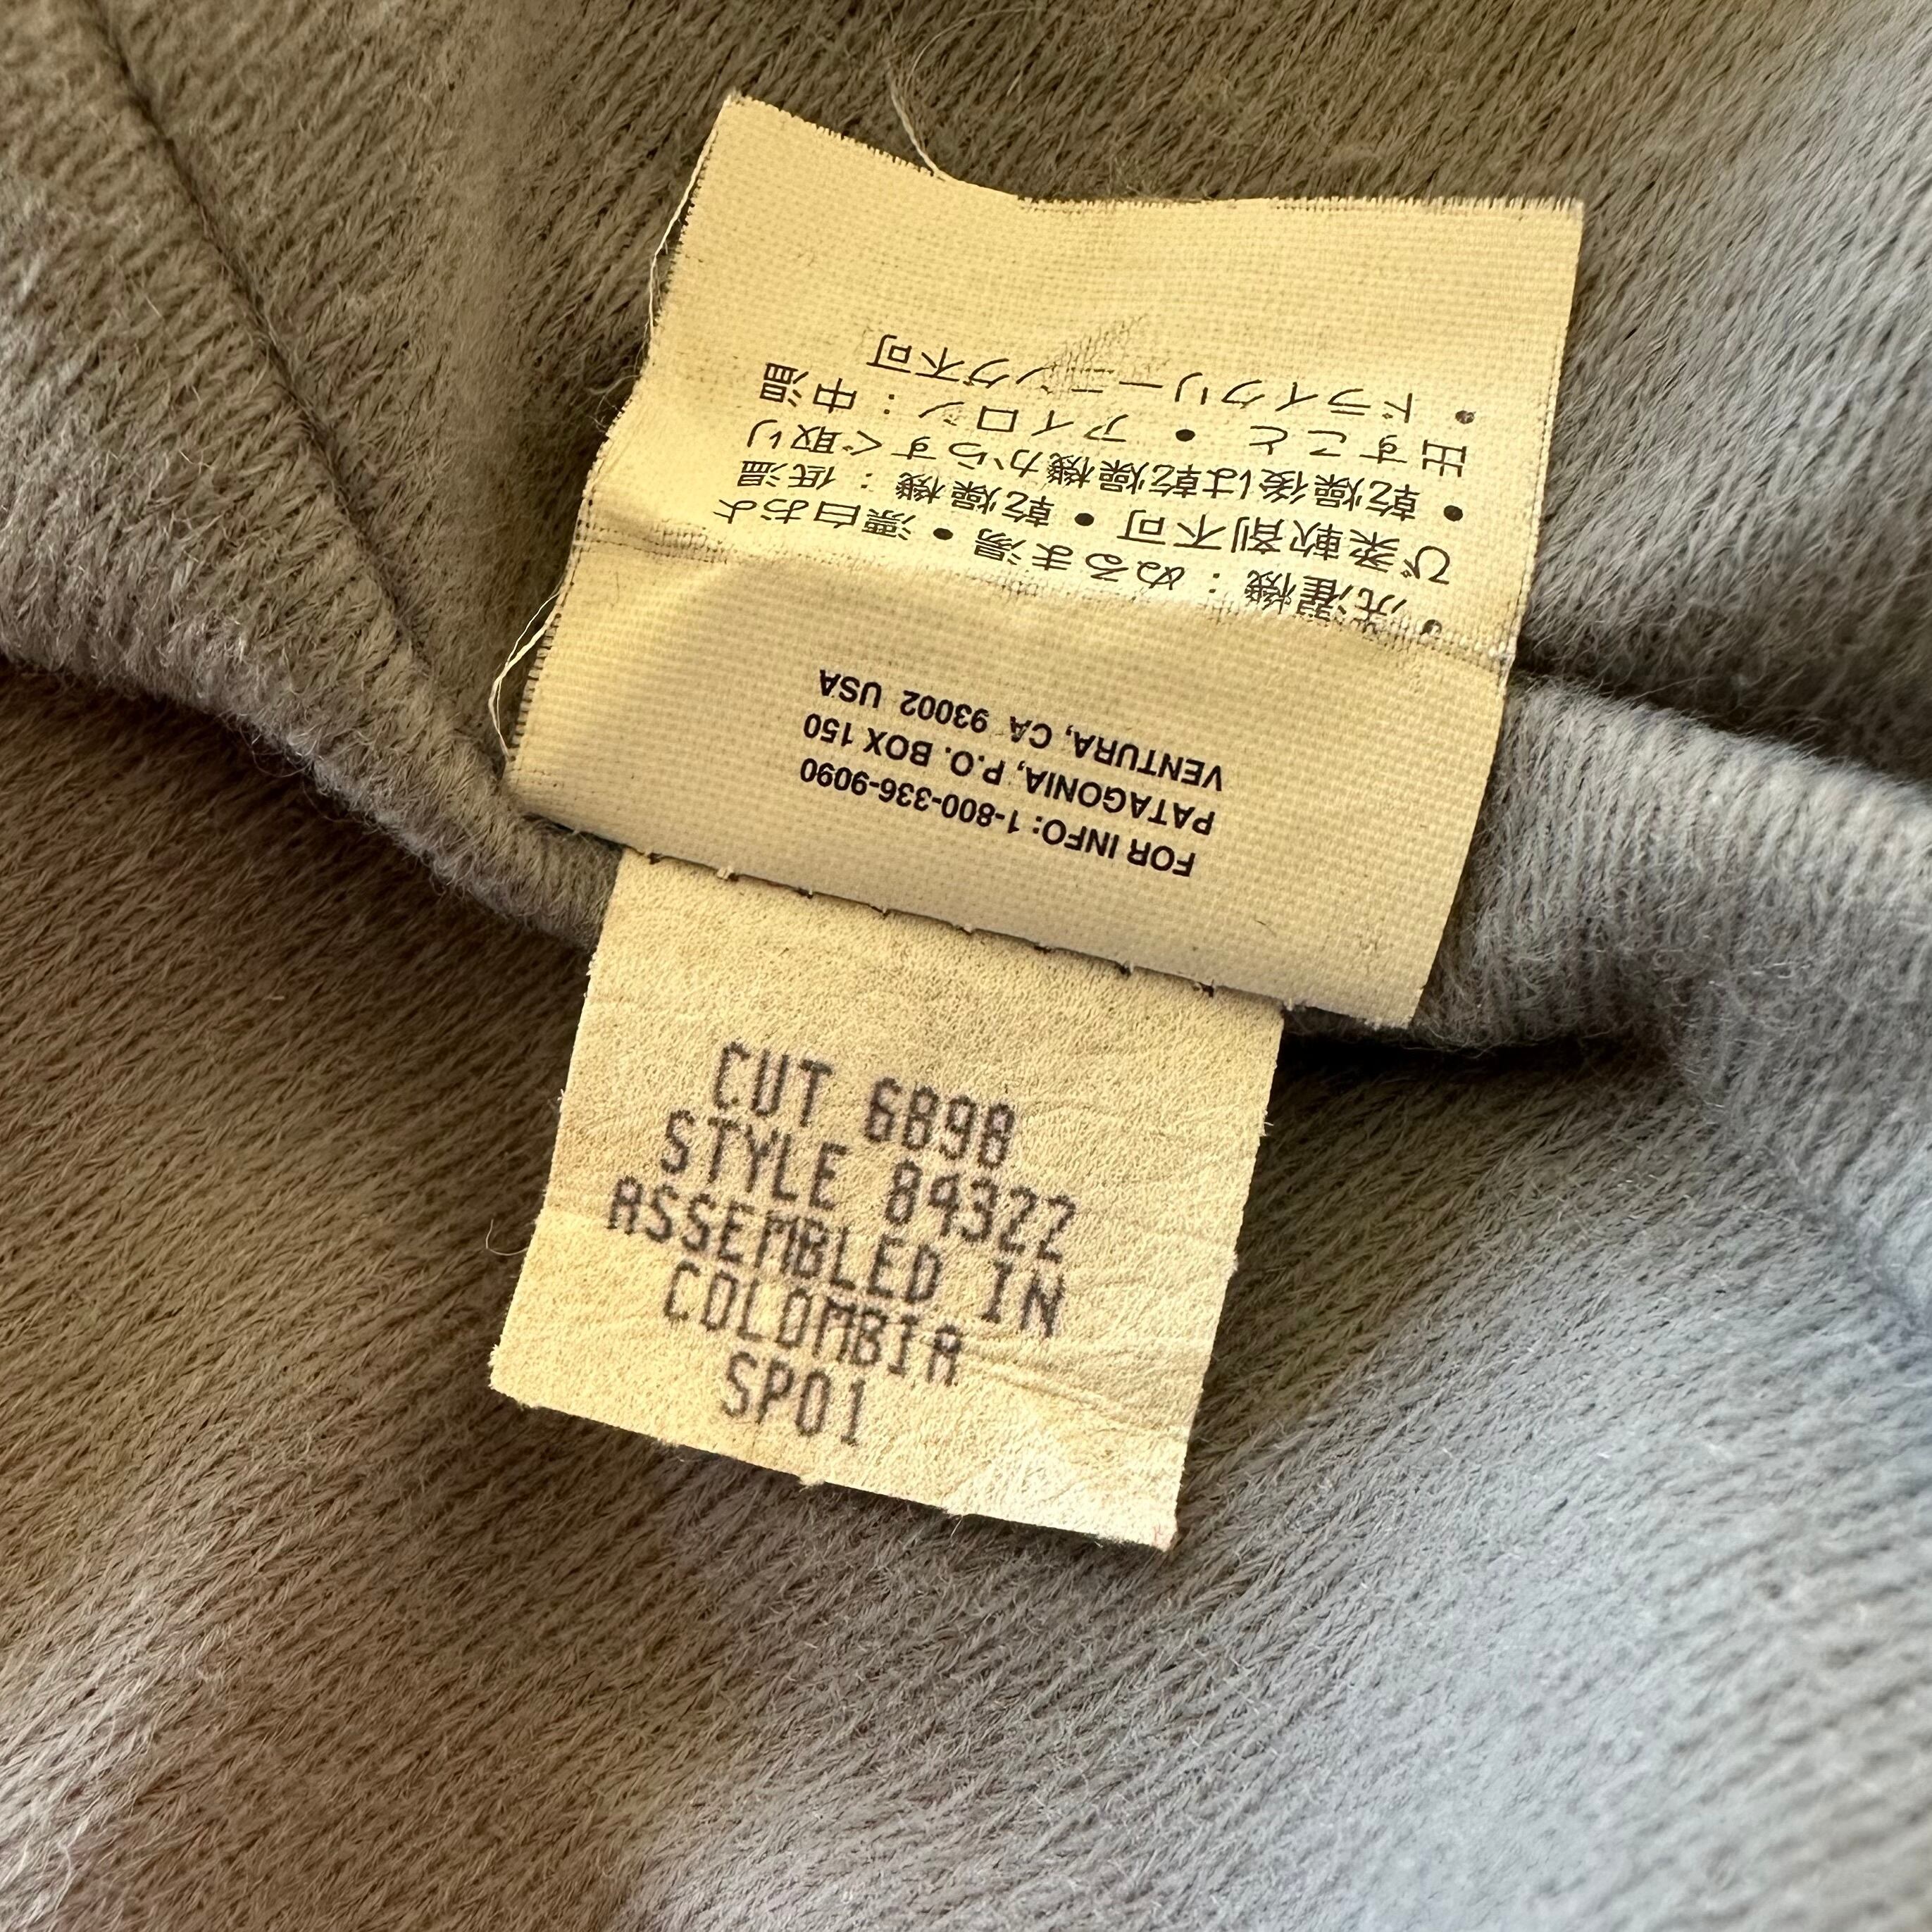 FOR INFO: 1-800-336-9090
PATAGONIA, P.O. BOX 150
VENTURA, CA 93002 USA
• 洗濯機：ぬるま湯 • 漂白およ
び柔軟剤不可 • 乾燥機：低温
• 乾燥後は乾燥機からすぐ取り
出すこと • アイロン：中温
• ドライクリーニング不可
CUT 6898
STYLE 84322
ASSEMBLED IN
COLOMBIA
SP01